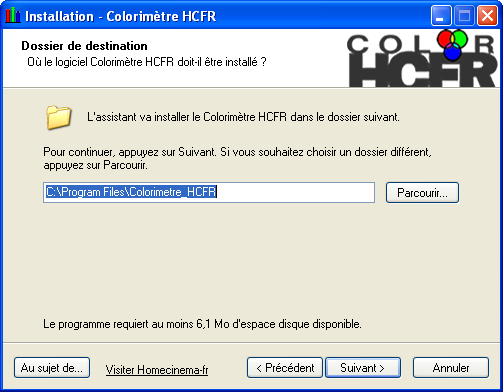 Installation - Colorimètre HCFR
Dossier de destination
Où le logiciel Colorimètre HCFR doit-il être installé ?
COLOR
HCFR
L'assistant va installer le Colorimètre HCFR dans le dossier suivant.
Pour continuer, appuyez sur Suivant. Si vous souhaitez choisir un dossier différent,
appuyez sur Parcourir.
C:\Program Files\Colorimetre_HCFR
Parcourir...
Le programme requiert au moins 6,1 Mo d'espace disque disponible.
Au sujet de...
Visiter Homecinema-fr
< Précédent
Suivant >
Annuler